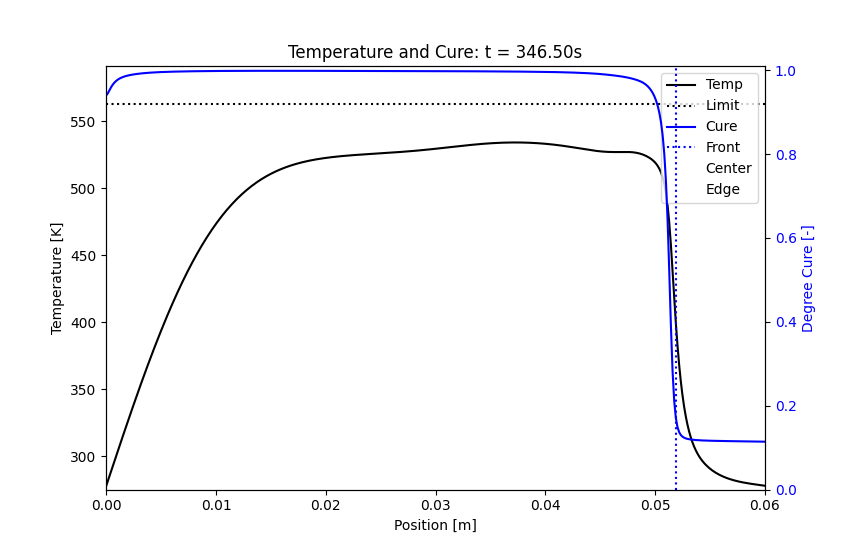 Temperature and Cure: t = 346.50s
Temp
Limit
Cure
Front
Center
Edge
Temperature [K]
550
500
450
400
350
300
Degree Cure [-]
1.0
0.8
0.6
0.4
0.2
0.0
0.00 0.01 0.02 0.03 0.04 0.05 0.06
Position [m]